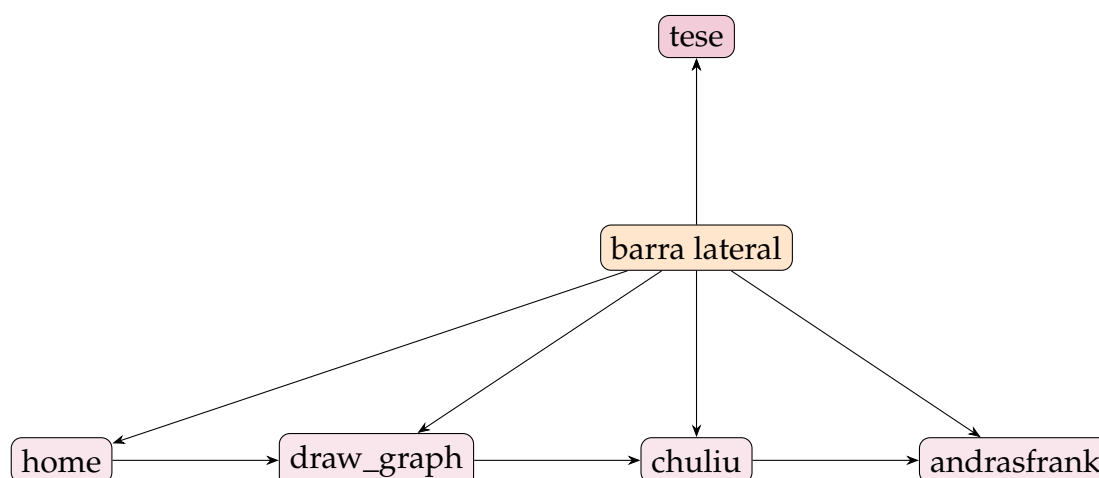 tese
barra lateral
home
draw_graph
chuliu
andrasfrank